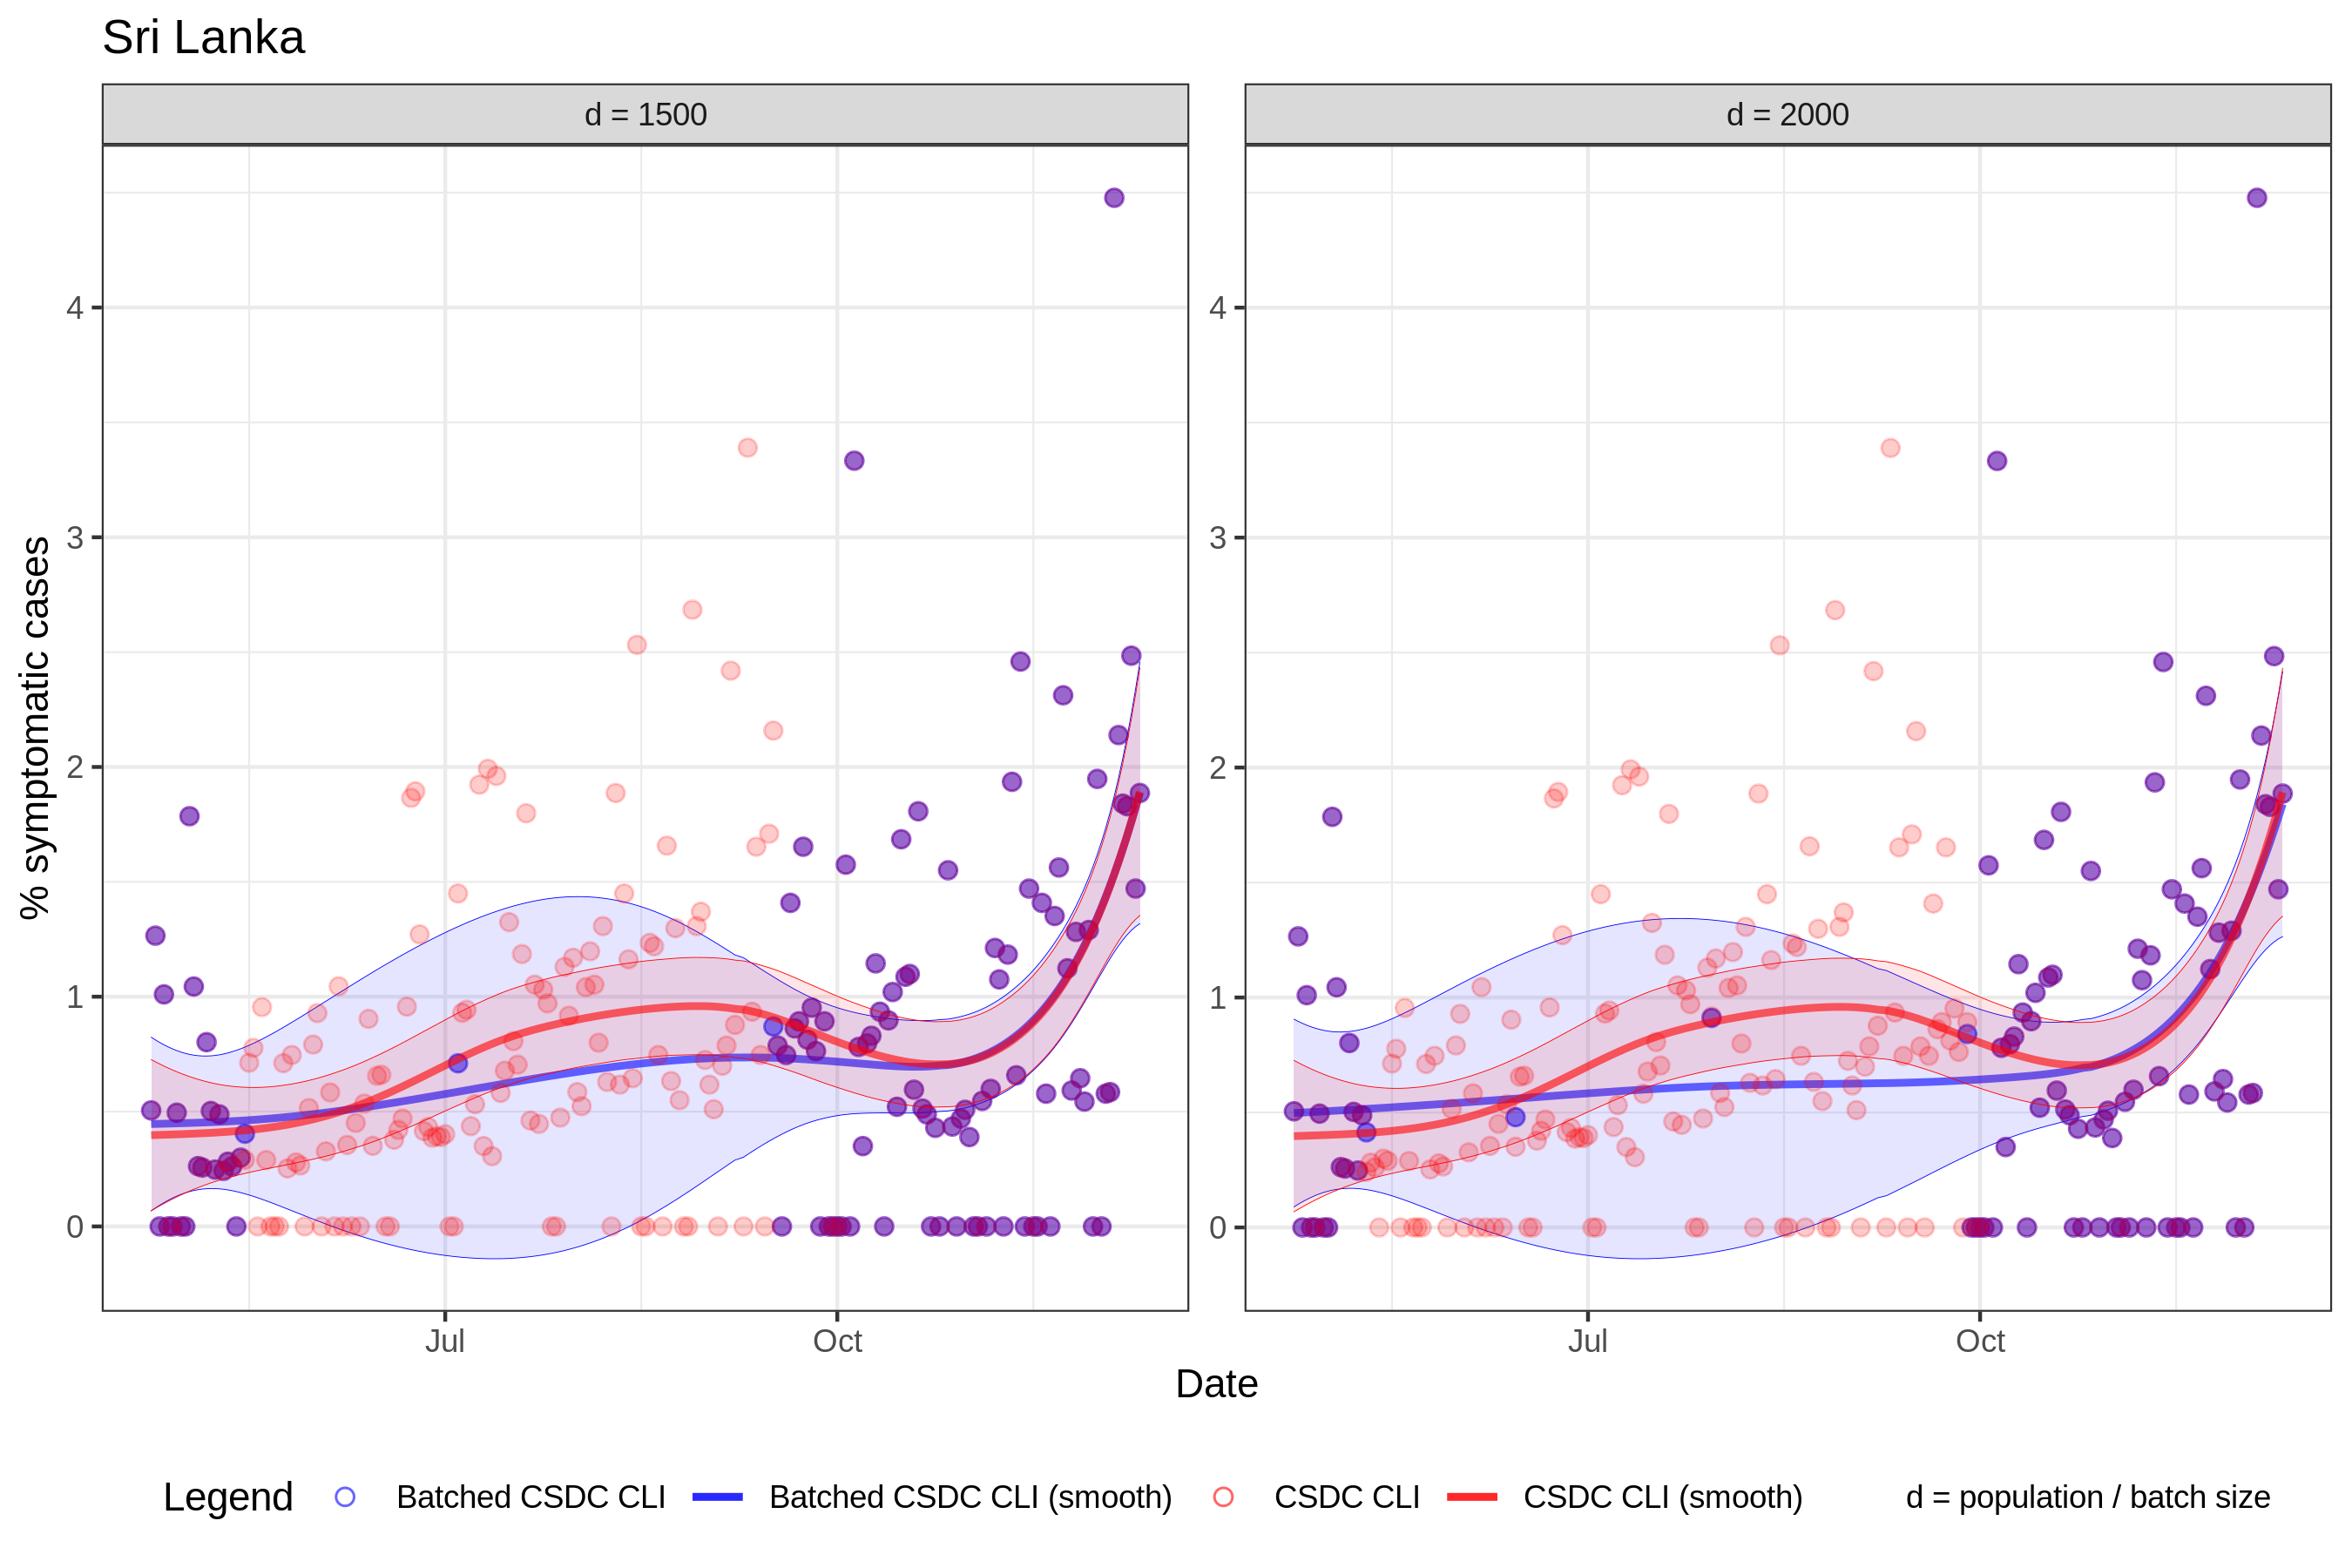 Sri Lanka
d = 1500
d = 2000
% symptomatic cases
4
3
2
1
0
4
3
2
1
0
Jul
Oct
Jul
Oct
Date
Legend
Batched CSDC CLI
Batched CSDC CLI (smooth)
CSDC CLI
CSDC CLI (smooth)
d = population / batch size